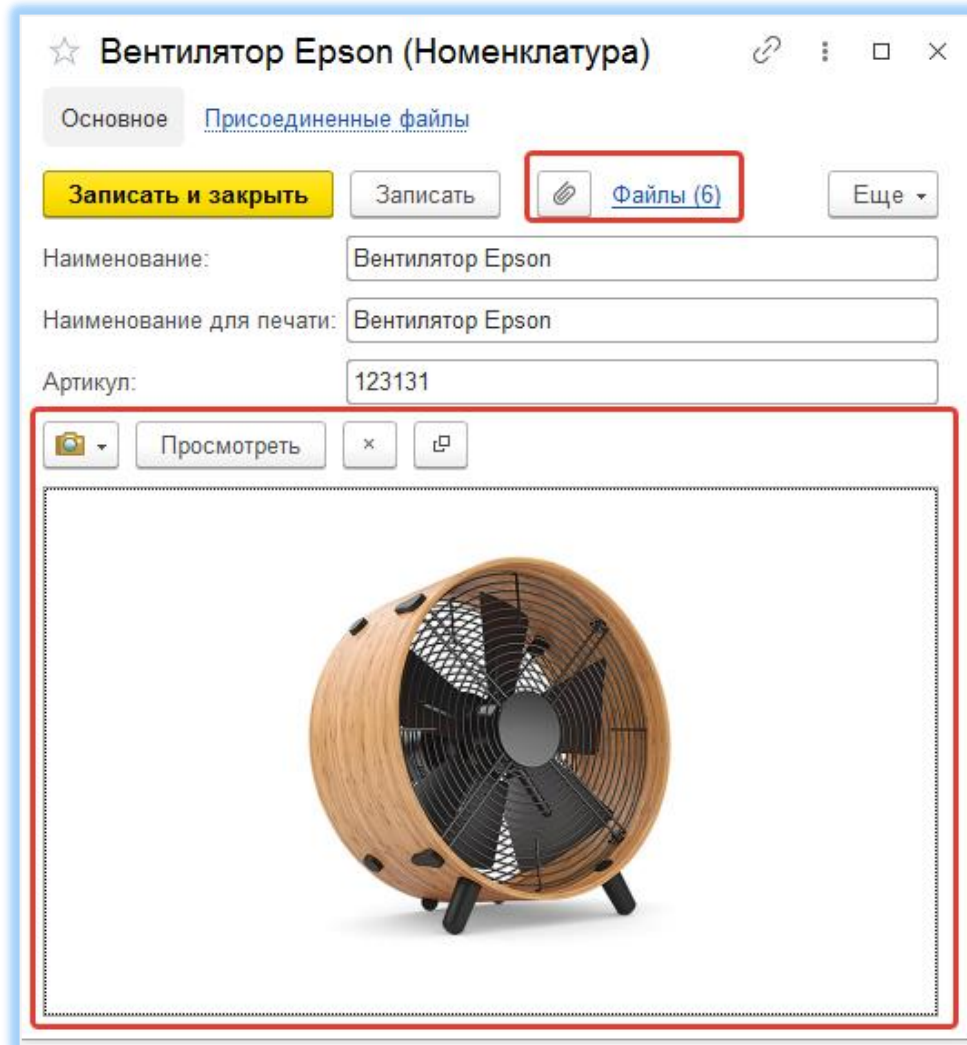 Вентилятор Epson (Номенклатура)
Основное Присоединенные файлы
Записать и закрыть Записать Файлы (6) Еще
Наименование: Вентилятор Epson
Наименование для печати: Вентилятор Epson
Артикул: 123131
Просмотреть